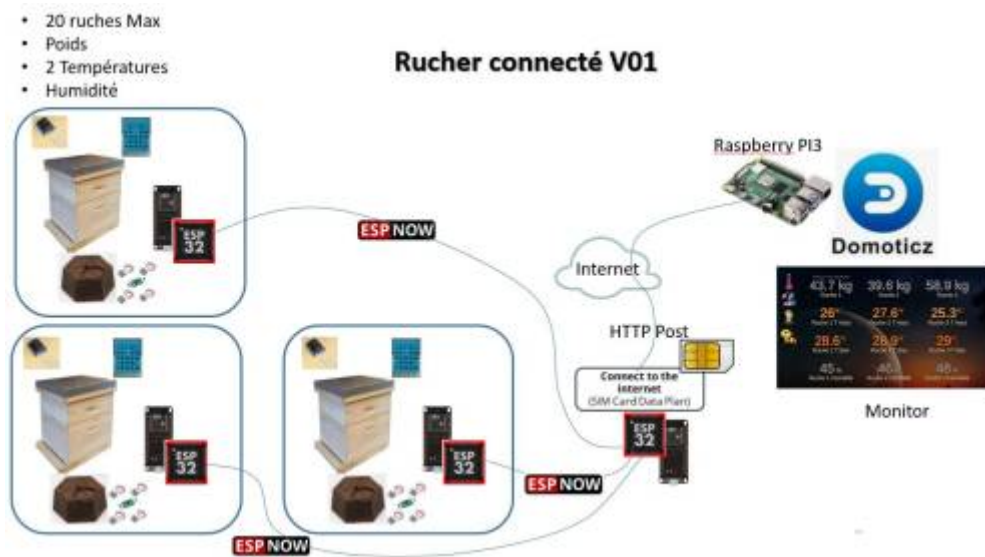 • 20 ruches Max
• Poids
• 2 Températures
• Humidité
Rucher connecté V01
Raspberry PI3
Domoticz
ESP
32
ESP NOW
Internet
HTTP Post
Connect to the
internet
(SIM Card Data Plan)
ESP
32
43.7 kg 39.6 kg 58.9 kg
26° 27.6° 25.3°
28.6° 28.9° 29°
45 46 46
Monitor
ESP
32
ESP
32
ESP NOW
ESP NOW